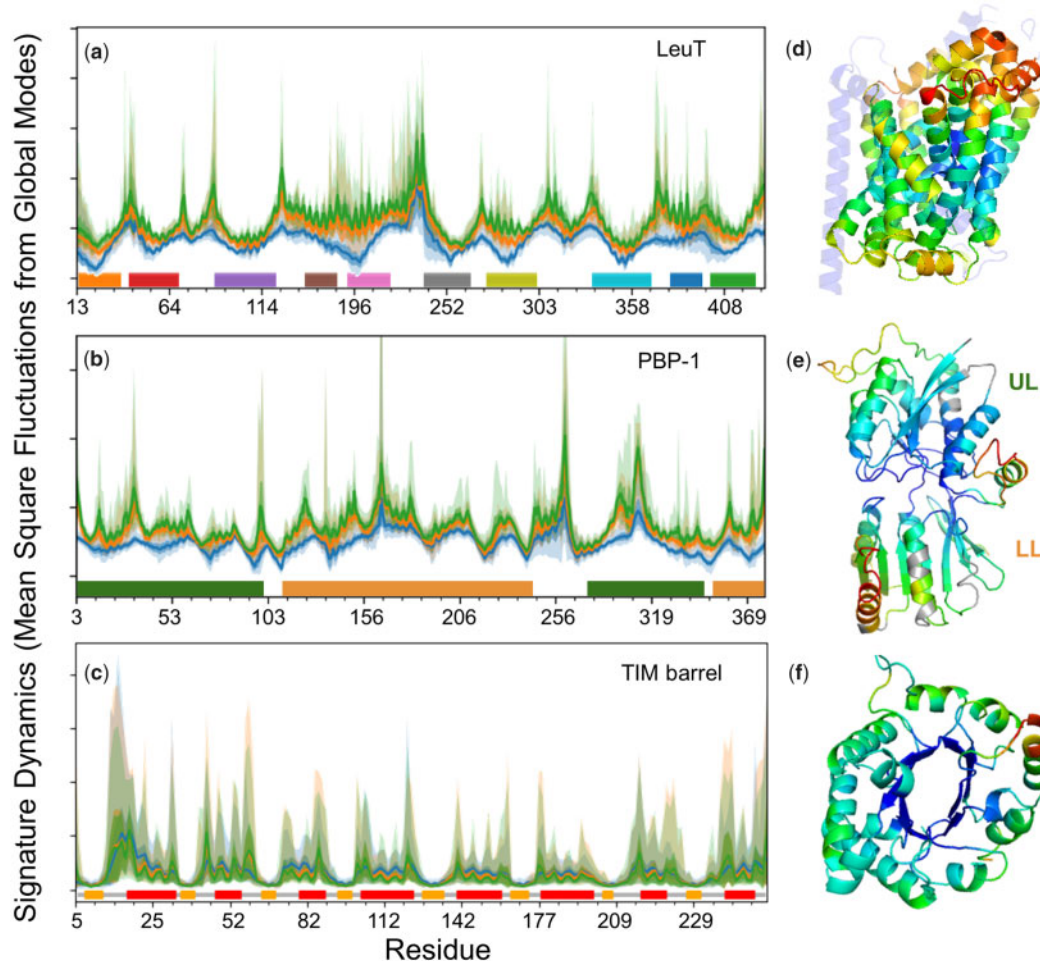 Signature Dynamics (Mean Square Fluctuations from Global Modes)
(a)
LeuT
13 64 114 196 252 303 358 408
(d)
(b)
PBP-1
3 53 103 156 206 256 319 369
(e)
UL
LL
(c)
TIM barrel
5 25 52 82 112 142 177 209 229
Residue
(f)